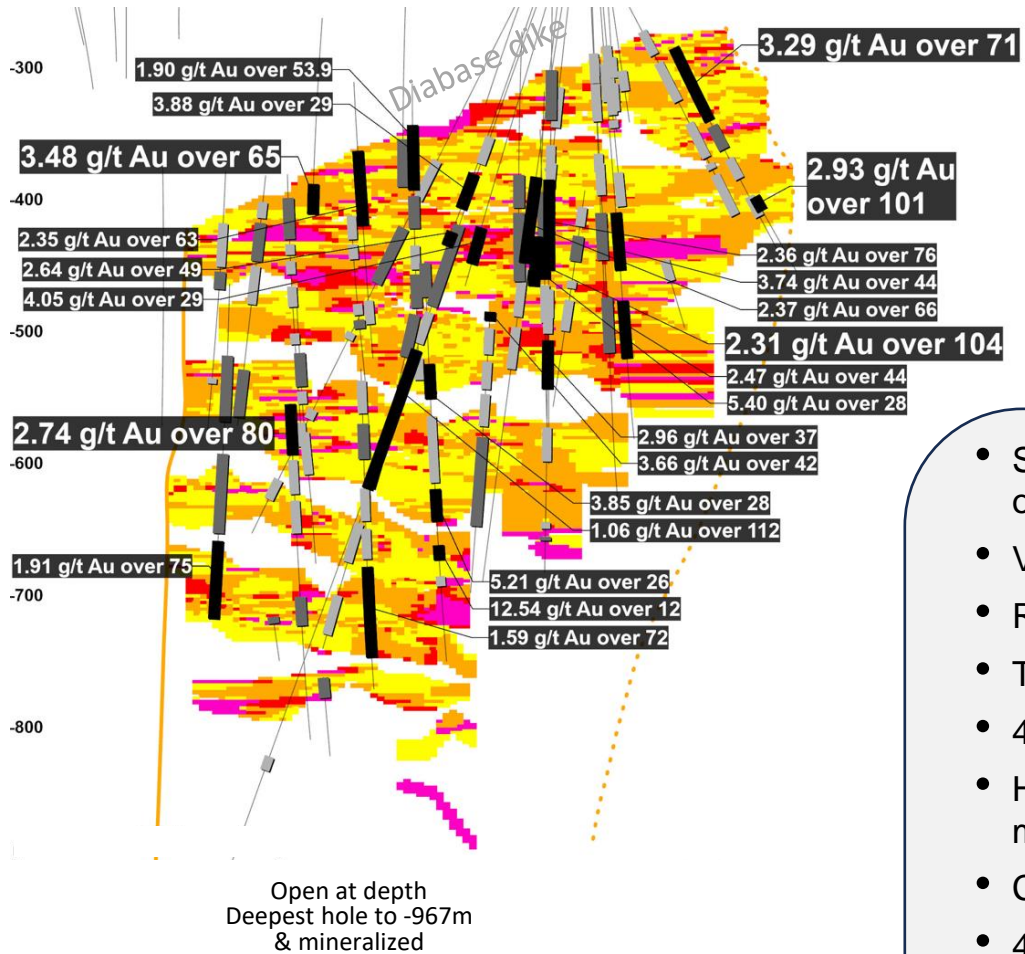 Diabase dike
-300
-400
-500
-600
-700
-800
1.90 g/t Au over 53.9
3.88 g/t Au over 29
3.48 g/t Au over 65
2.35 g/t Au over 63
2.64 g/t Au over 49
4.05 g/t Au over 29
2.74 g/t Au over 80
1.91 g/t Au over 75
3.29 g/t Au over 71
2.93 g/t Au
over 101
2.36 g/t Au over 76
3.74 g/t Au over 44
2.37 g/t Au over 66
2.31 g/t Au over 104
2.47 g/t Au over 44
5.40 g/t Au over 28
2.96 g/t Au over 37
3.66 g/t Au over 42
3.85 g/t Au over 28
1.06 g/t Au over 112
5.21 g/t Au over 26
12.54 g/t Au over 12
1.59 g/t Au over 72
Open at depth
Deepest hole to -967m
& mineralized